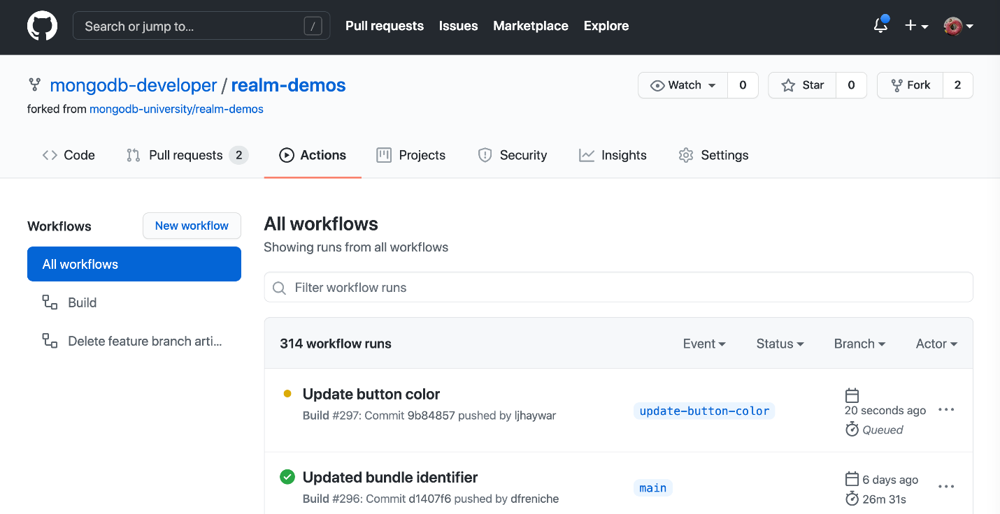 Search or jump to... /
Pull requests Issues Marketplace Explore
mongodb-developer / realm-demos
Watch 0 Star 0 Fork 2
forked from mongodb-university/realm-demos
Code Pull requests 2 Actions Projects Security Insights Settings
Workflows
New workflow
All workflows
Build
Delete feature branch arti...
All workflows
Showing runs from all workflows
Filter workflow runs
314 workflow runs
Event Status Branch Actor
Update button color
Build #297: Commit 9b84857 pushed by ljhaywar
update-button-color
20 seconds ago
Queued
Updated bundle identifier
Build #296: Commit d1407f6 pushed by dfreniche
main
6 days ago
26m 31s